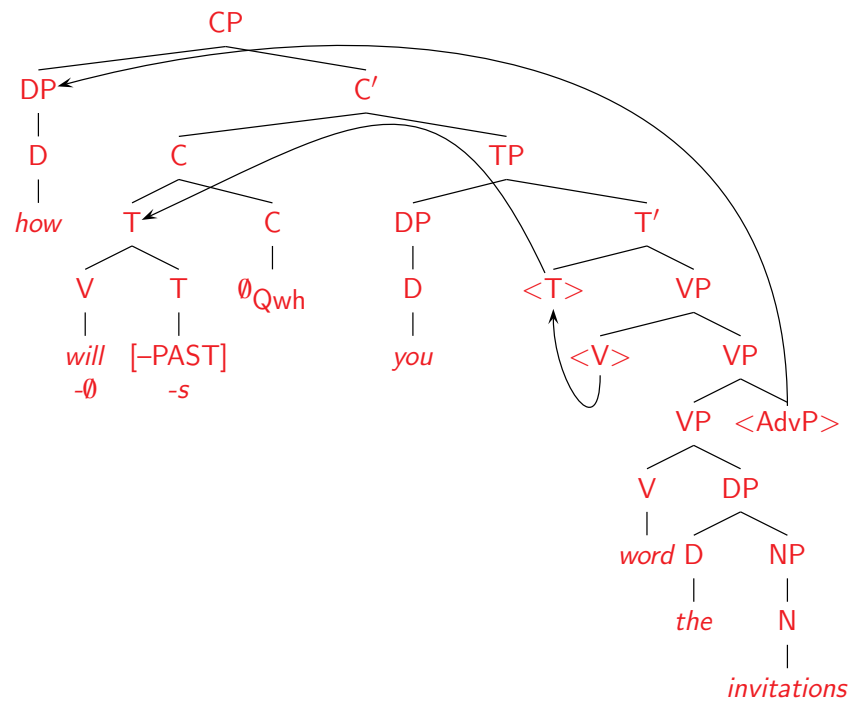 CP
DP C′
D C TP
how T C DP T′
V T ∅Qwh D <T> VP
will [–PAST] you <V> VP
-∅ -s
VP <AdvP>
V DP
word D NP
the N
invitations